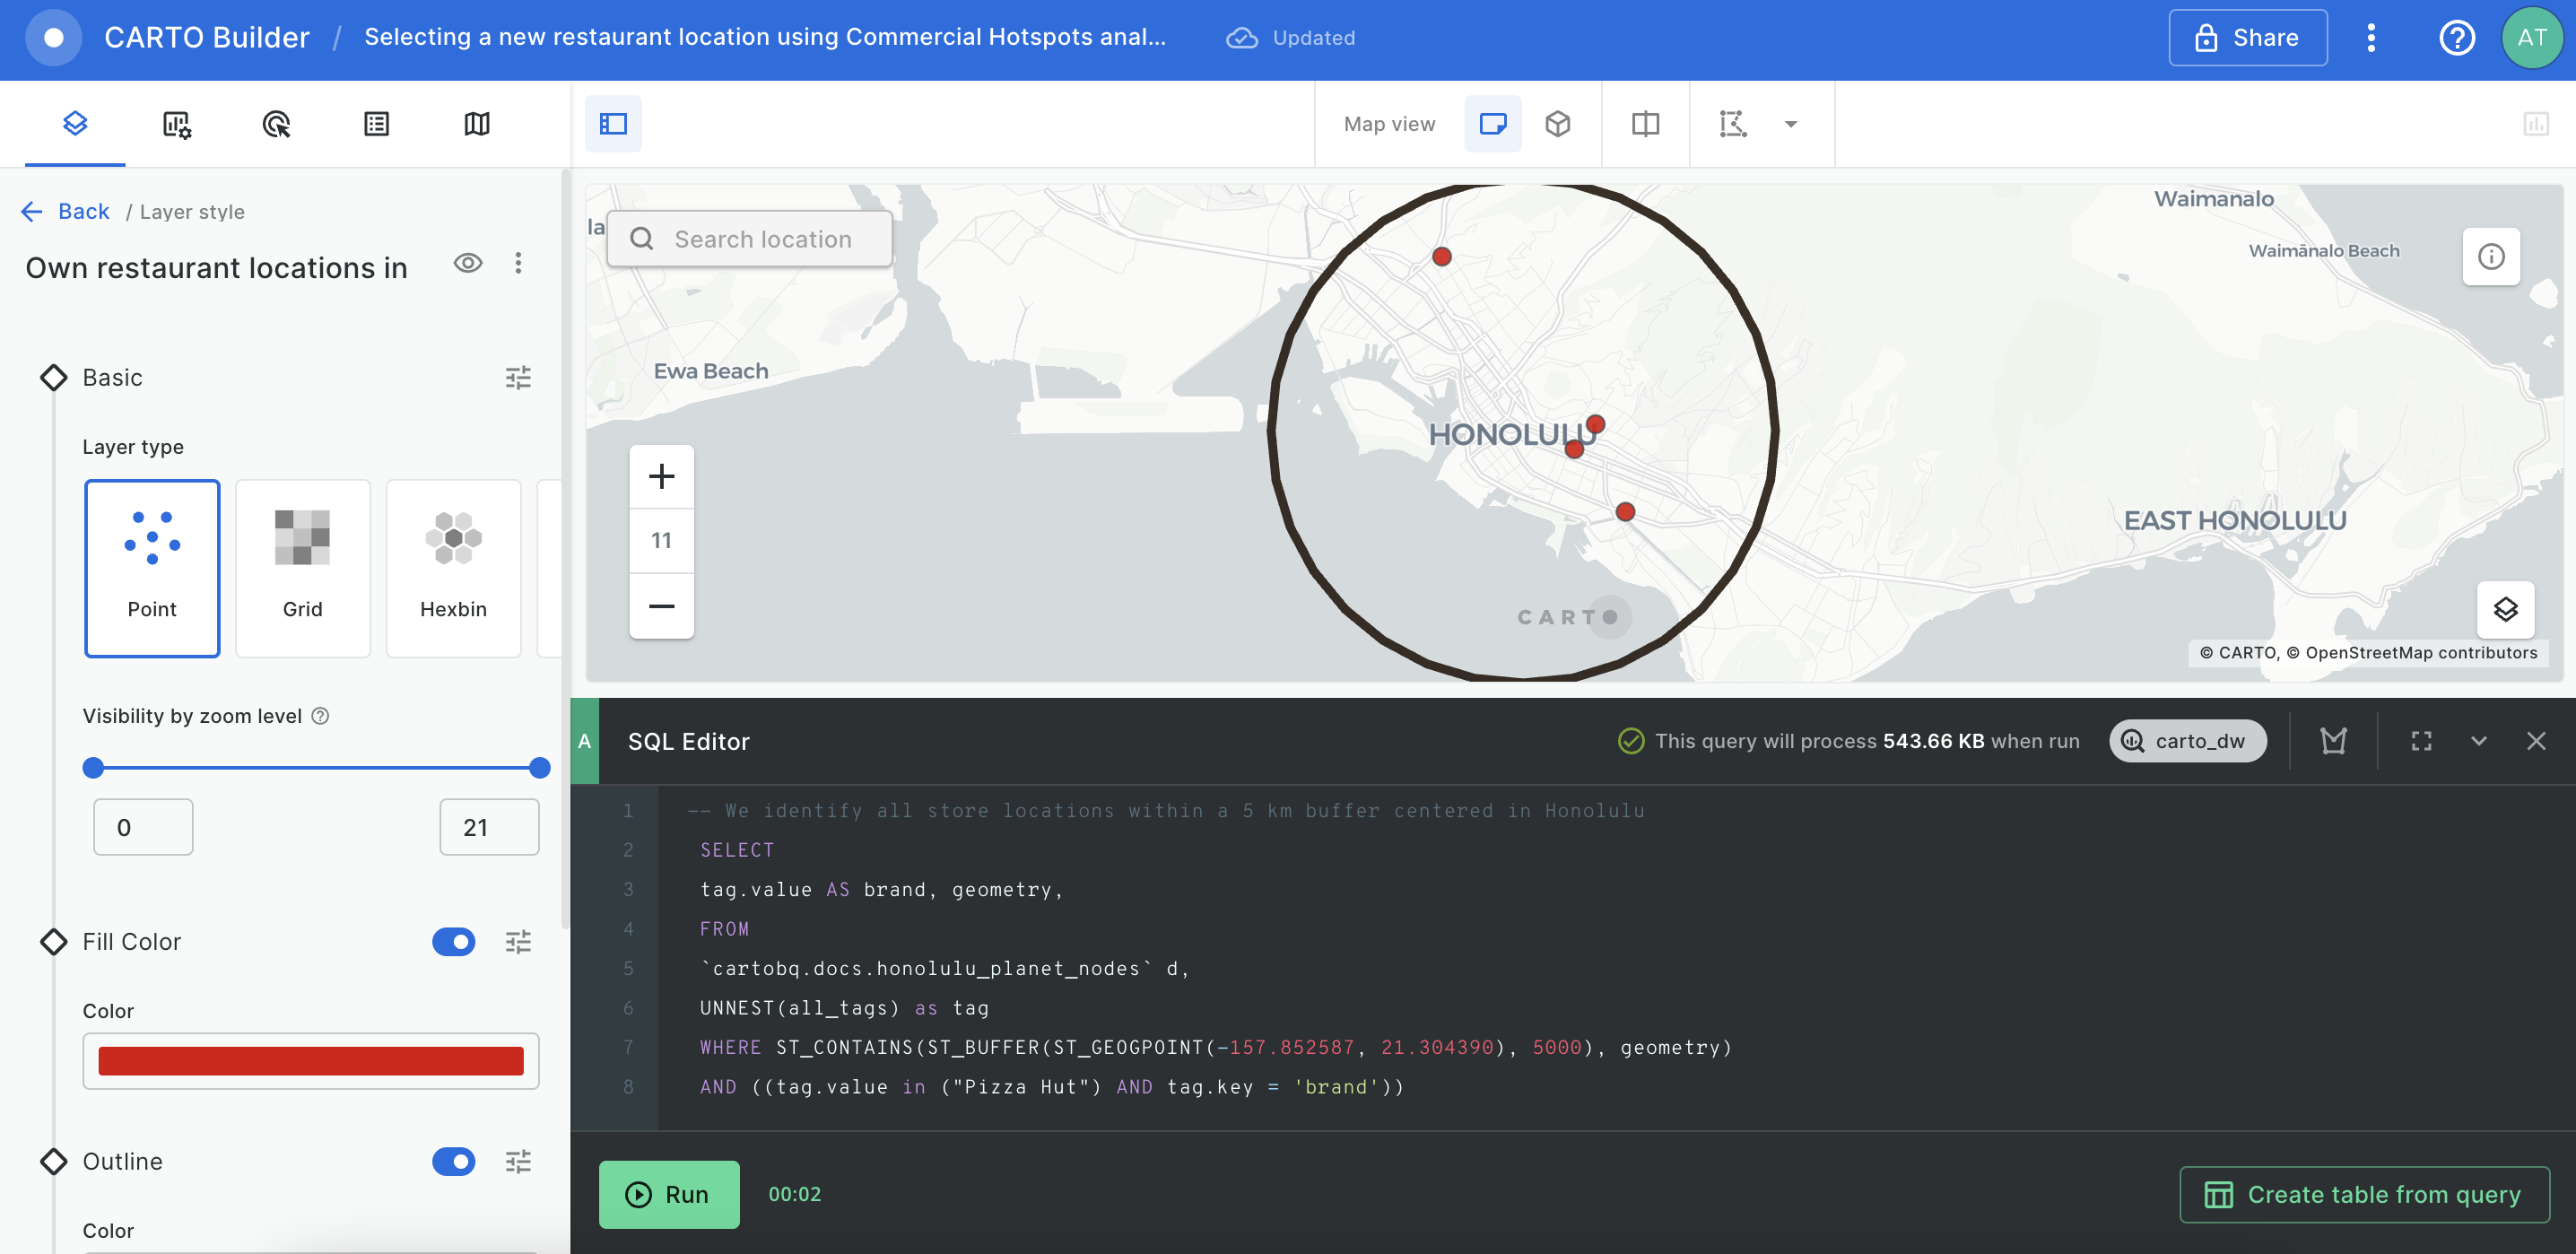 CARTO Builder / Selecting a new restaurant location using Commercial Hotspots anal... Updated Share AT
Map view
Back / Layer style
Own restaurant locations in
Basic
Layer type
Point Grid Hexbin
Visibility by zoom level
0 21
Fill Color
Color
Outline
Color
la
Search location
Waimanalo
Waimānalo Beach
Ewa Beach
HONOLULU
EAST HONOLULU
11
CARTO
© CARTO, © OpenStreetMap contributors
A SQL Editor This query will process 543.66 KB when run carto_dw
1 -- We identify all store locations within a 5 km buffer centered in Honolulu
2 SELECT
3 tag.value AS brand, geometry,
4 FROM
5 `cartobq.docs.honolulu_planet_nodes` d,
6 UNNEST(all_tags) as tag
7 WHERE ST_CONTAINS(ST_BUFFER(ST_GEOGPOINT(-157.852587, 21.304390), 5000), geometry)
8 AND ((tag.value in ("Pizza Hut") AND tag.key = 'brand'))
Run 00:02 Create table from query